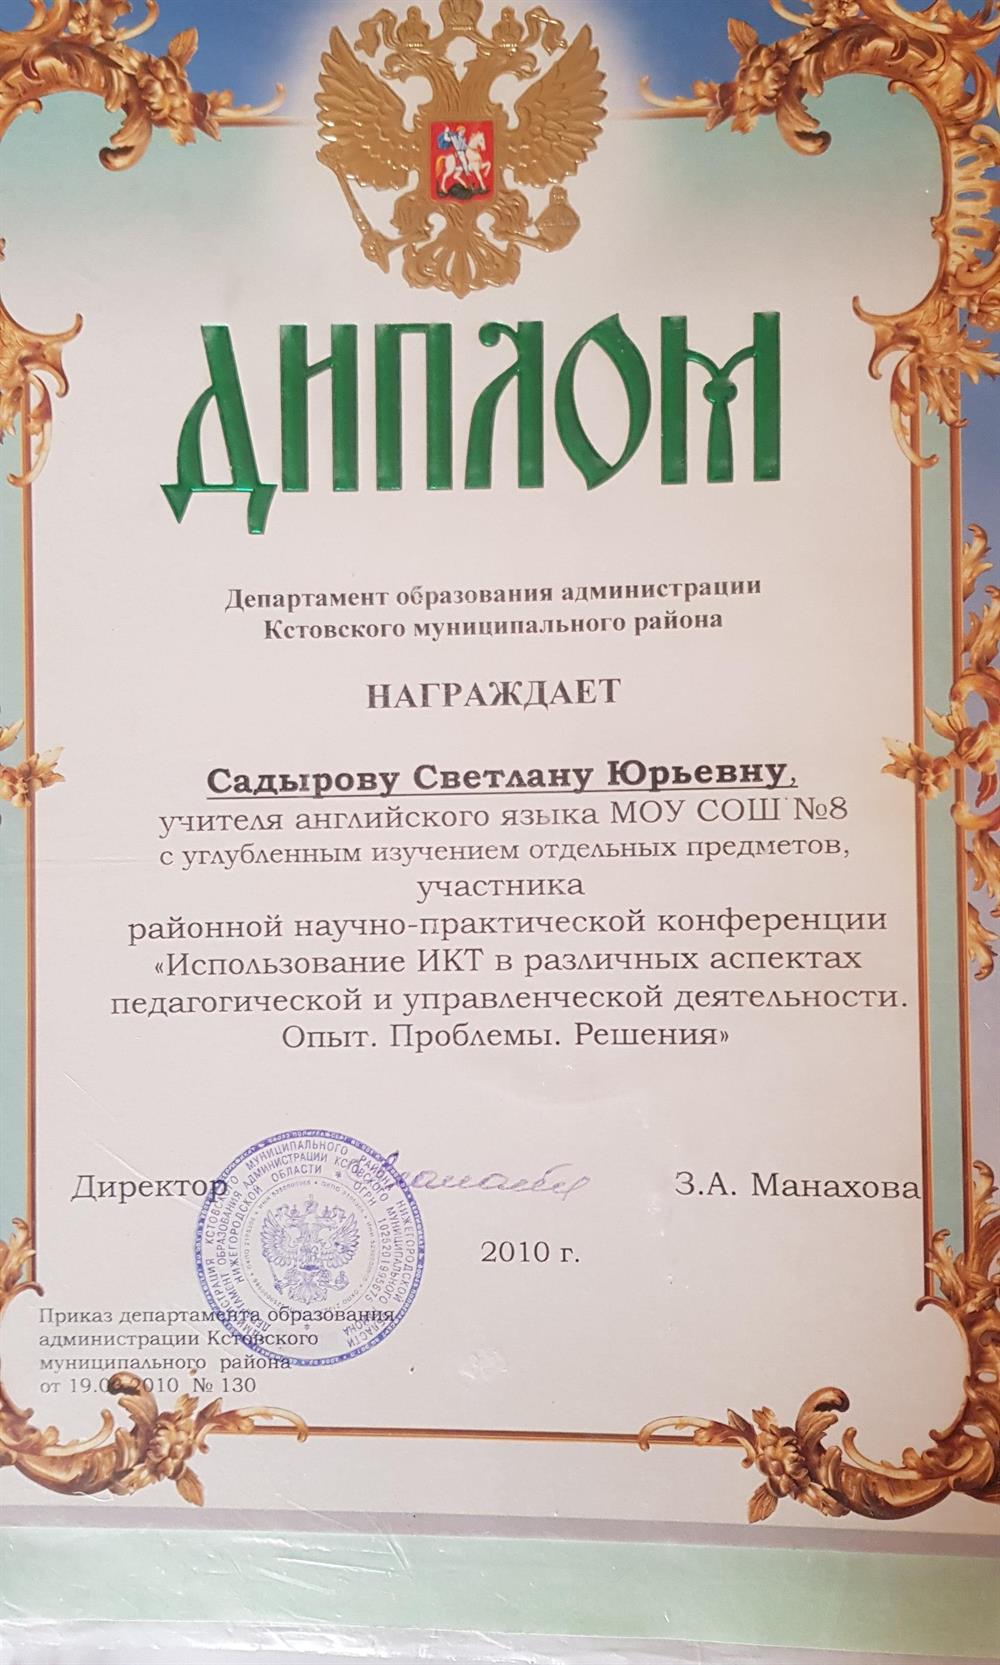 ДИПЛОМ
Департамент образования администрации
Кстовского муниципального района
НАГРАЖДАЕТ
Садырову Светлану Юрьевну,
учителя английского языка МОУ СОШ №8
с углубленным изучением отдельных предметов,
участника
районной научно-практической конференции
«Использование ИКТ в различных аспектах
педагогической и управленческой деятельности.
Опыт. Проблемы. Решения»
Директор З.А. Манахова
2010 г.
Приказ департамента образования
администрации Кстовского
муниципального района
от 2010 № 130